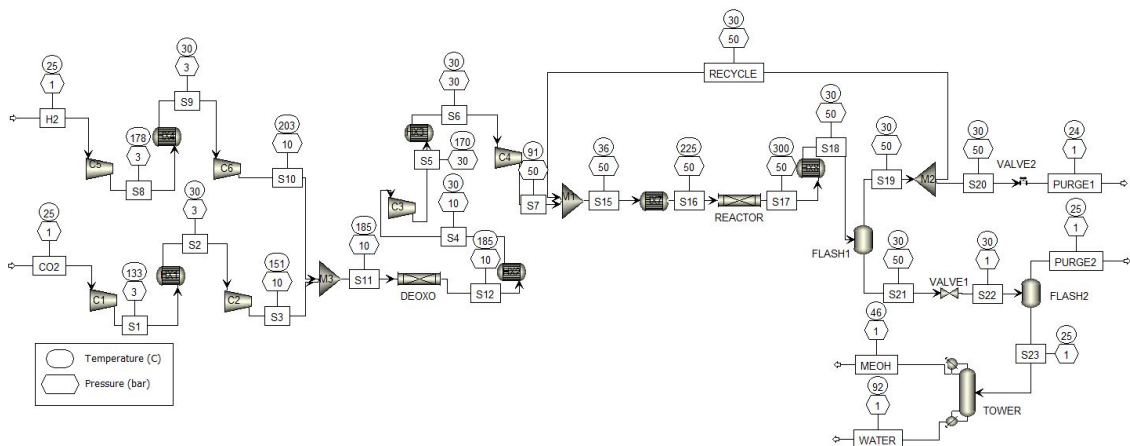 25
1
H2
C5
178
3
S8
HX4
30
3
S9
C6
203
10
S10
25
1
CO2
C1
133
3
S1
HX1
30
3
S2
C2
151
10
S3
M3
185
10
S11
DEOXO
185
10
S12
HX2
30
10
S4
C3
170
30
S5
HX3
30
30
S6
C4
91
50
S7
30
50
RECYCLE
M1
36
50
S15
225
50
S16
REACTOR
300
50
S17
30
50
S18
FLASH1
30
50
S19
M2
30
50
S20
VALVE2
24
1
PURGE1
30
50
S21
VALVE1
30
1
S22
FLASH2
25
1
PURGE2
S23
25
1
46
1
MEOH
92
1
WATER
TOWER
Temperature (C)
Pressure (bar)